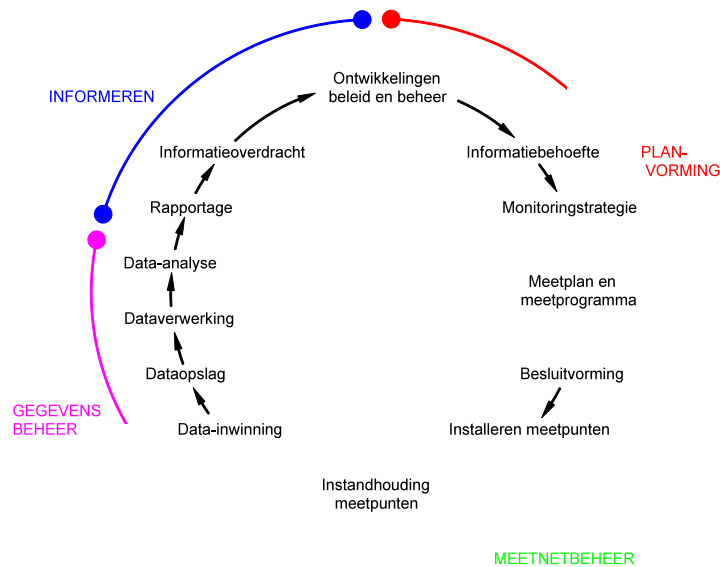 INFORMEREN
Ontwikkelingen
beleid en beheer
Informatieoverdracht
Informatiebehoefte
PLAN-
VORMING
Rapportage
Monitoringstrategie
Data-analyse
Meetplan en
meetprogramma
Dataverwerking
Dataopslag
Besluitvorming
GEGEVENS
BEHEER
Data-inwinning
Installeren meetpunten
Instandhouding
meetpunten
MEETNETBEHEER